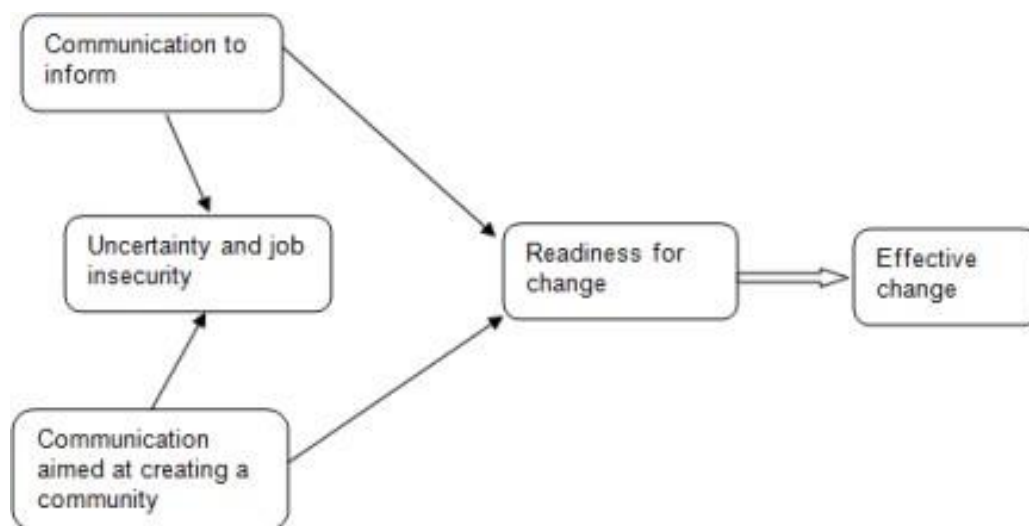 Communication to
inform
Uncertainty and job
insecurity
Readiness for
change
Effective
change
Communication
aimed at creating a
community